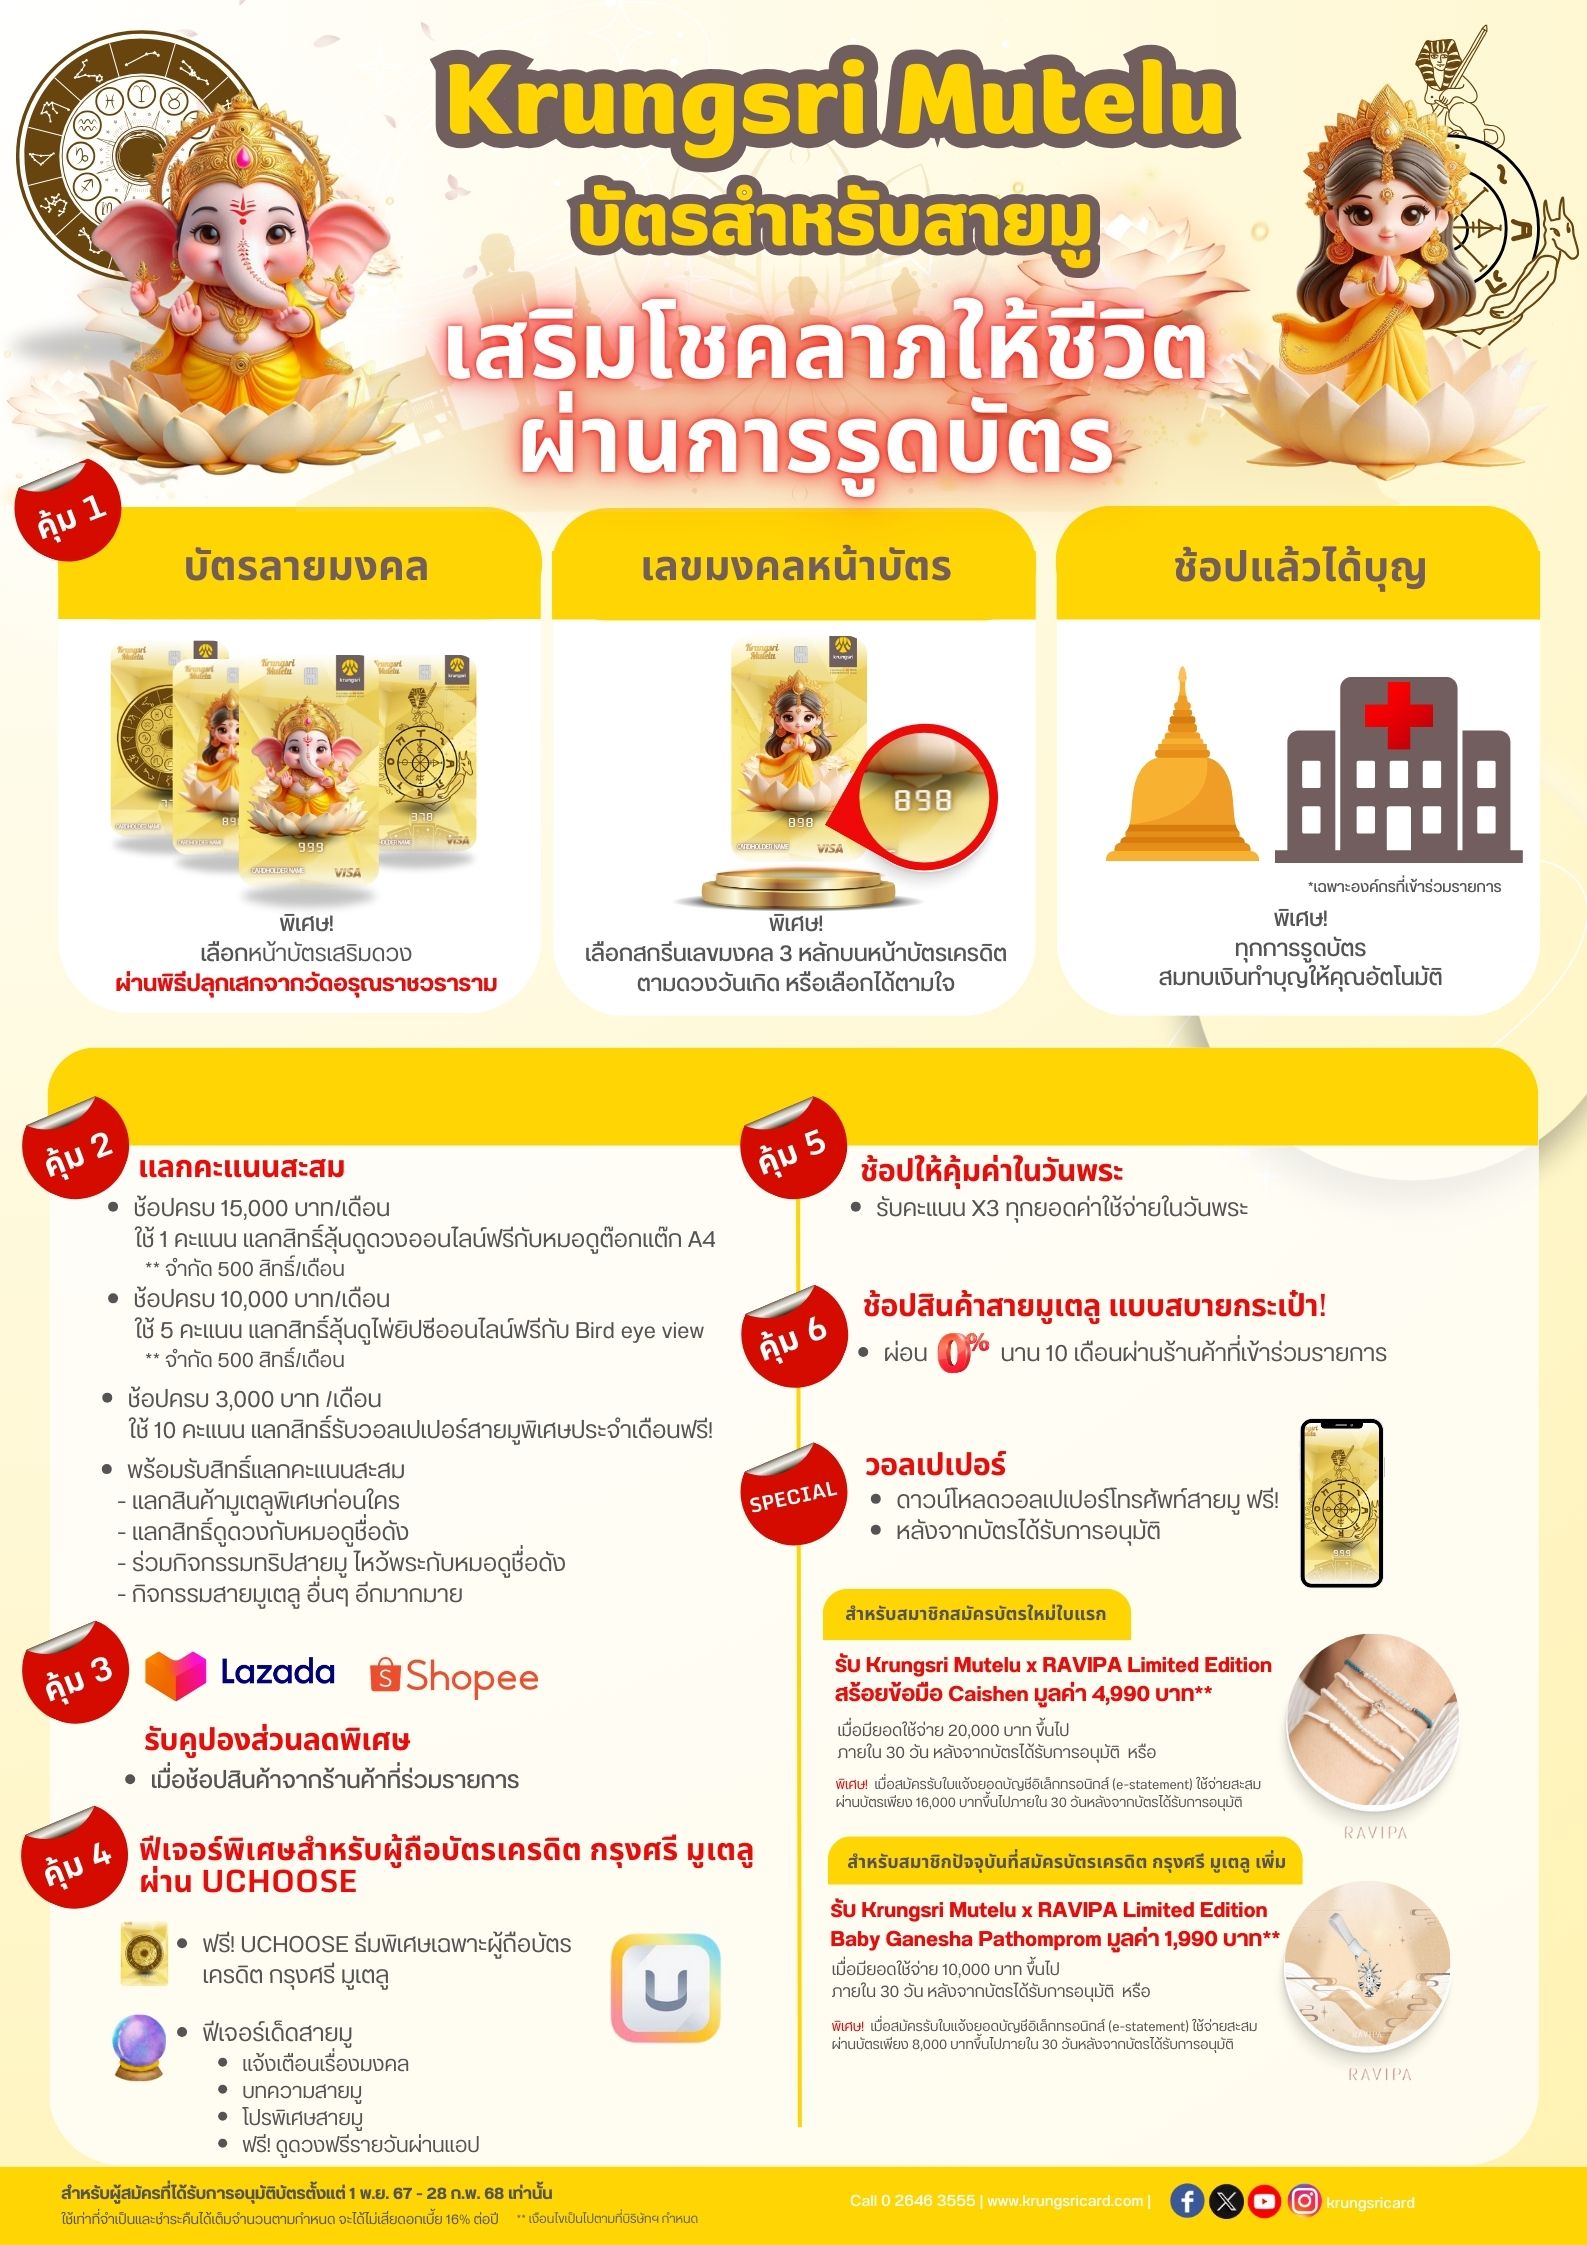 Krungsri Mutelu
บัตรสำหรับสายมู
เสริมโชคลาภให้ชีวิต
ผ่านการรูดบัตร
คุ้ม 1
บัตรลายมงคล
Krungsri Mutelu
krungsri
999
CARDHOLDER NAME
VISA
378
พิเศษ!
เลือกหน้าบัตรเสริมดวง
ผ่านพิธีปลุกเสกจากวัดอรุณราชวราราม
เลขมงคลหน้าบัตร
Krungsri Mutelu
krungsri
898
CARDHOLDER NAME
VISA
898
พิเศษ!
เลือกสกรีนเลขมงคล 3 หลักบนหน้าบัตรเครดิต
ตามดวงวันเกิด หรือเลือกได้ตามใจ
ช้อปแล้วได้บุญ
*เฉพาะองค์กรที่เข้าร่วมรายการ
พิเศษ!
ทุกการรูดบัตร
สมทบเงินทำบุญให้คุณอัตโนมัติ
คุ้ม 2
แลกคะแนนสะสม
• ช้อปครบ 15,000 บาท/เดือน
ใช้ 1 คะแนน แลกสิทธิ์ลุ้นดูดวงออนไลน์ฟรีกับหมอดูต๊อกแต๊ก A4
** จำกัด 500 สิทธิ์/เดือน
• ช้อปครบ 10,000 บาท/เดือน
ใช้ 5 คะแนน แลกสิทธิ์ลุ้นดูไพ่ยิปซีออนไลน์ฟรีกับ Bird eye view
** จำกัด 500 สิทธิ์/เดือน
• ช้อปครบ 3,000 บาท /เดือน
ใช้ 10 คะแนน แลกสิทธิ์รับวอลเปเปอร์สายมูพิเศษประจำเดือนฟรี!
• พร้อมรับสิทธิ์แลกคะแนนสะสม
- แลกสินค้ามูเตลูพิเศษก่อนใคร
- แลกสิทธิ์ดูดวงกับหมอดูชื่อดัง
- ร่วมกิจกรรมทริปสายมู ไหว้พระกับหมอดูชื่อดัง
- กิจกรรมสายมูเตลู อื่นๆ อีกมากมาย
คุ้ม 3
Lazada
Shopee
รับคูปองส่วนลดพิเศษ
• เมื่อช้อปสินค้าจากร้านค้าที่ร่วมรายการ
คุ้ม 4
ฟีเจอร์พิเศษสำหรับผู้ถือบัตรเครดิต กรุงศรี มูเตลู
ผ่าน UCHOOSE
• ฟรี! UCHOOSE ธีมพิเศษเฉพาะผู้ถือบัตร
เครดิต กรุงศรี มูเตลู
• ฟีเจอร์เด็ดสายมู
• แจ้งเตือนเรื่องมงคล
• บทความสายมู
• โปรพิเศษสายมู
• ฟรี! ดูดวงฟรีรายวันผ่านแอป
คุ้ม 5
ช้อปให้คุ้มค่าในวันพระ
• รับคะแนน X3 ทุกยอดค่าใช้จ่ายในวันพระ
คุ้ม 6
ช้อปสินค้าสายมูเตลู แบบสบายกระเป๋า!
• ผ่อน 0% นาน 10 เดือนผ่านร้านค้าที่เข้าร่วมรายการ
SPECIAL
วอลเปเปอร์
• ดาวน์โหลดวอลเปเปอร์โทรศัพท์สายมู ฟรี!
• หลังจากบัตรได้รับการอนุมัติ
999
สำหรับสมาชิกสมัครบัตรใหม่ใบแรก
รับ Krungsri Mutelu x RAVIPA Limited Edition
สร้อยข้อมือ Caishen มูลค่า 4,990 บาท**
เมื่อมียอดใช้จ่าย 20,000 บาท ขึ้นไป
ภายใน 30 วัน หลังจากบัตรได้รับการอนุมัติ หรือ
พิเศษ! เมื่อสมัครรับใบแจ้งยอดบัญชีอิเล็กทรอนิกส์ (e-statement) ใช้จ่ายสะสม
ผ่านบัตรเพียง 16,000 บาทขึ้นไปภายใน 30 วันหลังจากบัตรได้รับการอนุมัติ
RAVIPA
สำหรับสมาชิกปัจจุบันที่สมัครบัตรเครดิต กรุงศรี มูเตลู เพิ่ม
รับ Krungsri Mutelu x RAVIPA Limited Edition
Baby Ganesha Pathomprom มูลค่า 1,990 บาท**
เมื่อมียอดใช้จ่าย 10,000 บาท ขึ้นไป
ภายใน 30 วัน หลังจากบัตรได้รับการอนุมัติ หรือ
พิเศษ! เมื่อสมัครรับใบแจ้งยอดบัญชีอิเล็กทรอนิกส์ (e-statement) ใช้จ่ายสะสม
ผ่านบัตรเพียง 8,000 บาทขึ้นไปภายใน 30 วันหลังจากบัตรได้รับการอนุมัติ
RAVIPA
RAVIPA
สำหรับผู้สมัครที่ได้รับการอนุมัติบัตรตั้งแต่ 1 พ.ย. 67 - 28 ก.พ. 68 เท่านั้น
ใช้เท่าที่จำเป็นและชำระคืนได้เต็มจำนวนตามกำหนด จะได้ไม่เสียดอกเบี้ย 16% ต่อปี ** เงื่อนไขเป็นไปตามที่บริษัทฯ กำหนด
Call 0 2646 3555 | www.krungsricard.com | krungsricard